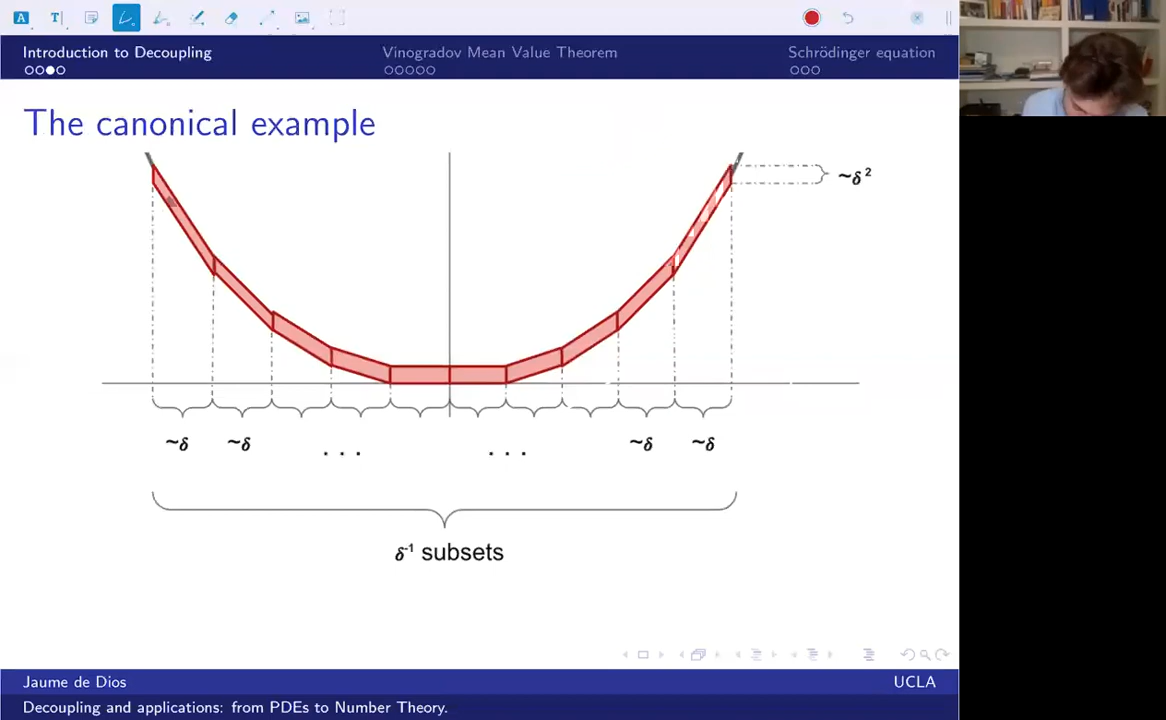 Introduction to Decoupling
Vinogradov Mean Value Theorem
Schrödinger equation
The canonical example
~δ²
~δ ~δ . . . . . . ~δ ~δ
δ⁻¹ subsets
Jaume de Dios
UCLA
Decoupling and applications: from PDEs to Number Theory.